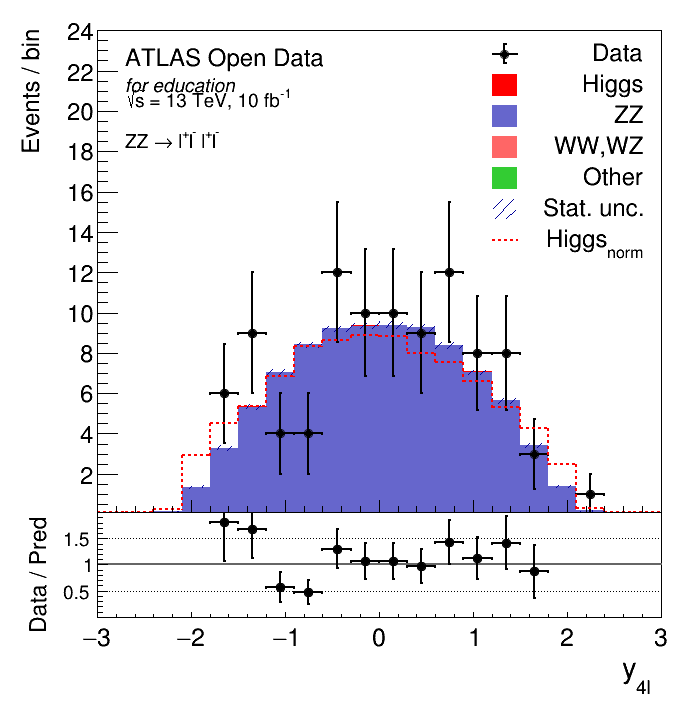 Events / bin
24
22
20
18
16
14
12
10
8
6
4
2
ATLAS Open Data
for education
√s = 13 TeV, 10 fb⁻¹
ZZ → l⁺l⁻ l⁺l⁻
Data
Higgs
ZZ
WW,WZ
Other
Stat. unc.
Higgsnorm
Data / Pred
1.5
1
0.5
−3 −2 −1 0 1 2 3
y4l